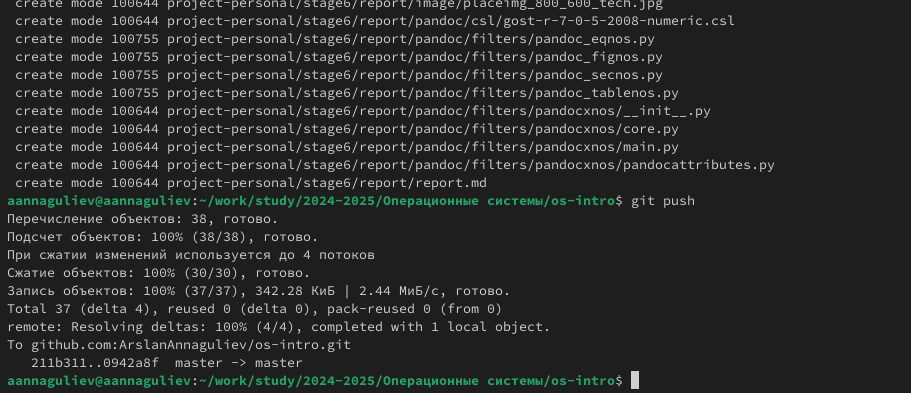 create mode 100644 project-personal/stage6/report/image/placeimg_800_600_tech.jpg
create mode 100644 project-personal/stage6/report/pandoc/csl/gost-r-7-0-5-2008-numeric.csl
create mode 100755 project-personal/stage6/report/pandoc/filters/pandoc_eqnos.py
create mode 100755 project-personal/stage6/report/pandoc/filters/pandoc_fignos.py
create mode 100755 project-personal/stage6/report/pandoc/filters/pandoc_secnos.py
create mode 100755 project-personal/stage6/report/pandoc/filters/pandoc_tablenos.py
create mode 100644 project-personal/stage6/report/pandoc/filters/pandocxnos/__init__.py
create mode 100644 project-personal/stage6/report/pandoc/filters/pandocxnos/core.py
create mode 100644 project-personal/stage6/report/pandoc/filters/pandocxnos/main.py
create mode 100644 project-personal/stage6/report/pandoc/filters/pandocxnos/pandocattributes.py
create mode 100644 project-personal/stage6/report/report.md
aannaguliev@aannaguliev:~/work/study/2024-2025/Операционные системы/os-intro$ git push
Перечисление объектов: 38, готово.
Подсчет объектов: 100% (38/38), готово.
При сжатии изменений используется до 4 потоков
Сжатие объектов: 100% (30/30), готово.
Запись объектов: 100% (37/37), 342.28 КиБ | 2.44 МиБ/с, готово.
Total 37 (delta 4), reused 0 (delta 0), pack-reused 0 (from 0)
remote: Resolving deltas: 100% (4/4), completed with 1 local object.
To github.com:ArslanAnnaguliev/os-intro.git
211b311..0942a8f  master -> master
aannaguliev@aannaguliev:~/work/study/2024-2025/Операционные системы/os-intro$